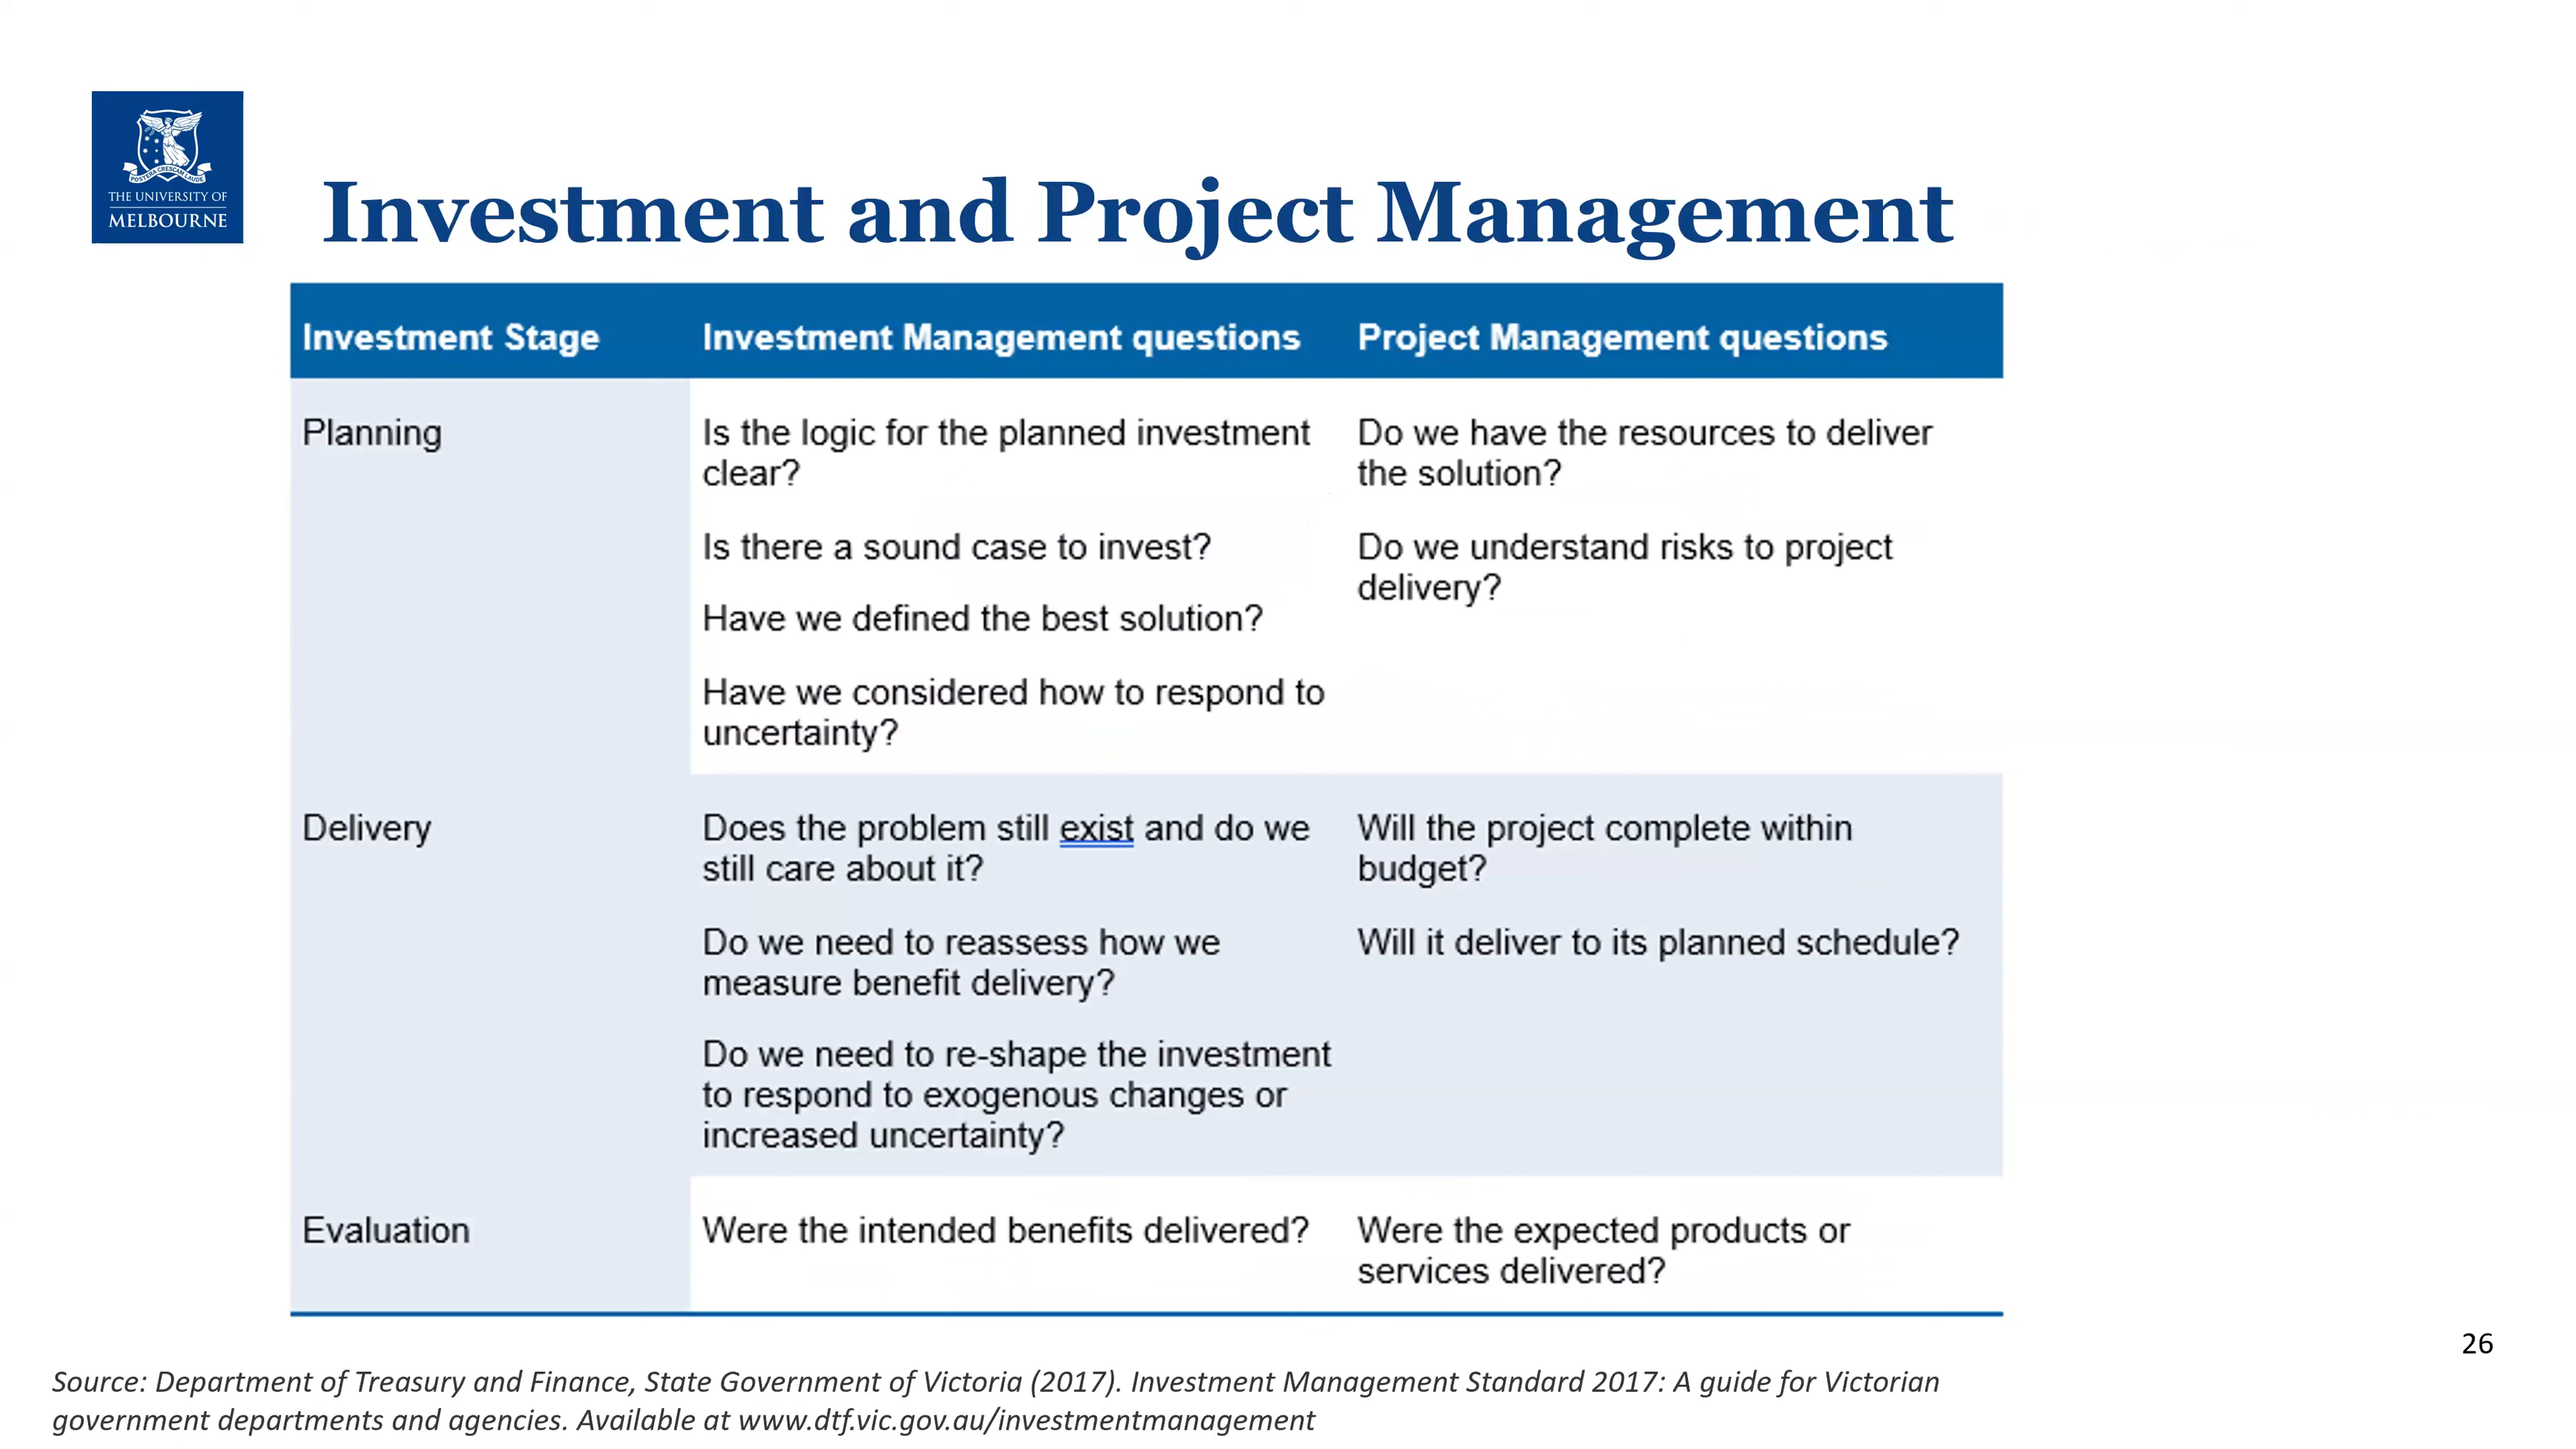 POSTERA CRESCAM LAUDE
THE UNIVERSITY OF
MELBOURNE
Investment and Project Management
Investment Stage
Investment Management questions
Project Management questions
Planning
Is the logic for the planned investment
clear?
Is there a sound case to invest?
Have we defined the best solution?
Have we considered how to respond to
uncertainty?
Do we have the resources to deliver
the solution?
Do we understand risks to project
delivery?
Delivery
Does the problem still exist and do we
still care about it?
Do we need to reassess how we
measure benefit delivery?
Do we need to re-shape the investment
to respond to exogenous changes or
increased uncertainty?
Will the project complete within
budget?
Will it deliver to its planned schedule?
Evaluation
Were the intended benefits delivered?
Were the expected products or
services delivered?
26
Source: Department of Treasury and Finance, State Government of Victoria (2017). Investment Management Standard 2017: A guide for Victorian
government departments and agencies. Available at www.dtf.vic.gov.au/investmentmanagement